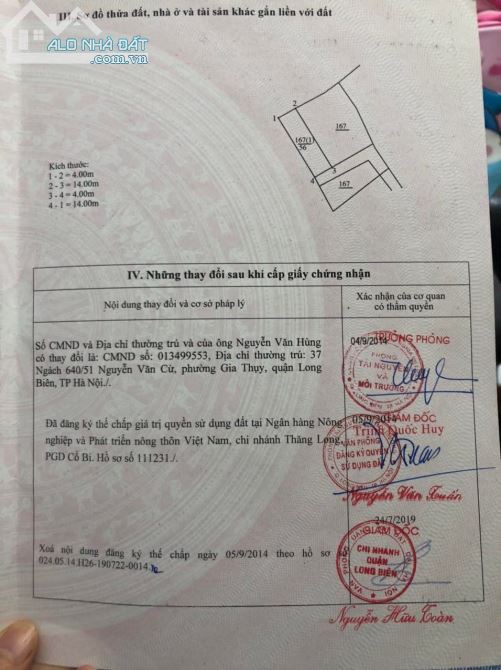 III. Sơ đồ thửa đất, nhà ở và tài sản khác gắn liền với đất
ALO NHÀ ĐẤT
.COM.VN
1
2
167
167(1)
56
3
4
167
Kích thước:
1 - 2 = 4.00m
2 - 3 = 14.00m
3 - 4 = 4.00m
4 - 1 = 14.00m
IV. Những thay đổi sau khi cấp giấy chứng nhận
Nội dung thay đổi và cơ sở pháp lý
Xác nhận của cơ quan
có thẩm quyền
Số CMND và Địa chỉ thường trú và của ông Nguyễn Văn Hùng
có thay đổi là: CMND số: 013499553, Địa chỉ thường trú: 37
Ngách 640/51 Nguyễn Văn Cừ, phường Gia Thụy, quận Long
Biên, TP Hà Nội./.
04/9/2014
TRƯỞNG PHÒNG
PHÒNG
TÀI NGUYÊN
VÀ
MÔI TRƯỜNG
Trịnh Quốc Huy
Đã đăng ký thế chấp giá trị quyền sử dụng đất tại Ngân hàng Nông
nghiệp và Phát triển nông thôn Việt Nam, chi nhánh Thăng Long,
PGD Cổ Bi. Hồ sơ số 111231./.
05/9/2014
GIÁM ĐỐC
VĂN PHÒNG
ĐĂNG KÝ QUYỀN
SỬ DỤNG ĐẤT
Nguyễn Văn Xuân
Xoá nội dung đăng ký thế chấp ngày 05/9/2014 theo hồ sơ số
024.05.14.H26-190722-0014./.
24/7/2019
GIÁM ĐỐC
CHI NHÁNH
QUẬN
LONG BIÊN
Nguyễn Hữu Toàn